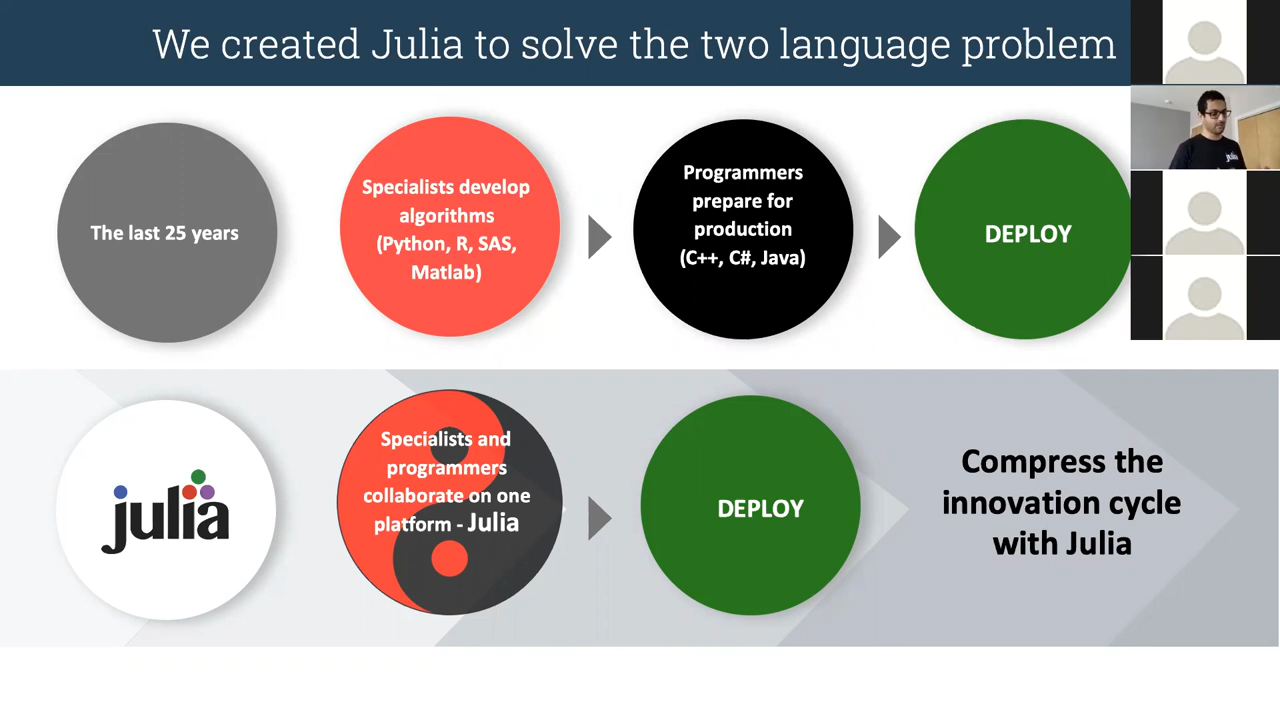 We created Julia to solve the two language problem
The last 25 years
Specialists develop
algorithms
(Python, R, SAS,
Matlab)
Programmers
prepare for
production
(C++, C#, Java)
DEPLOY
julia
julia
Specialists and
programmers
collaborate on one
platform - Julia
DEPLOY
Compress the
innovation cycle
with Julia